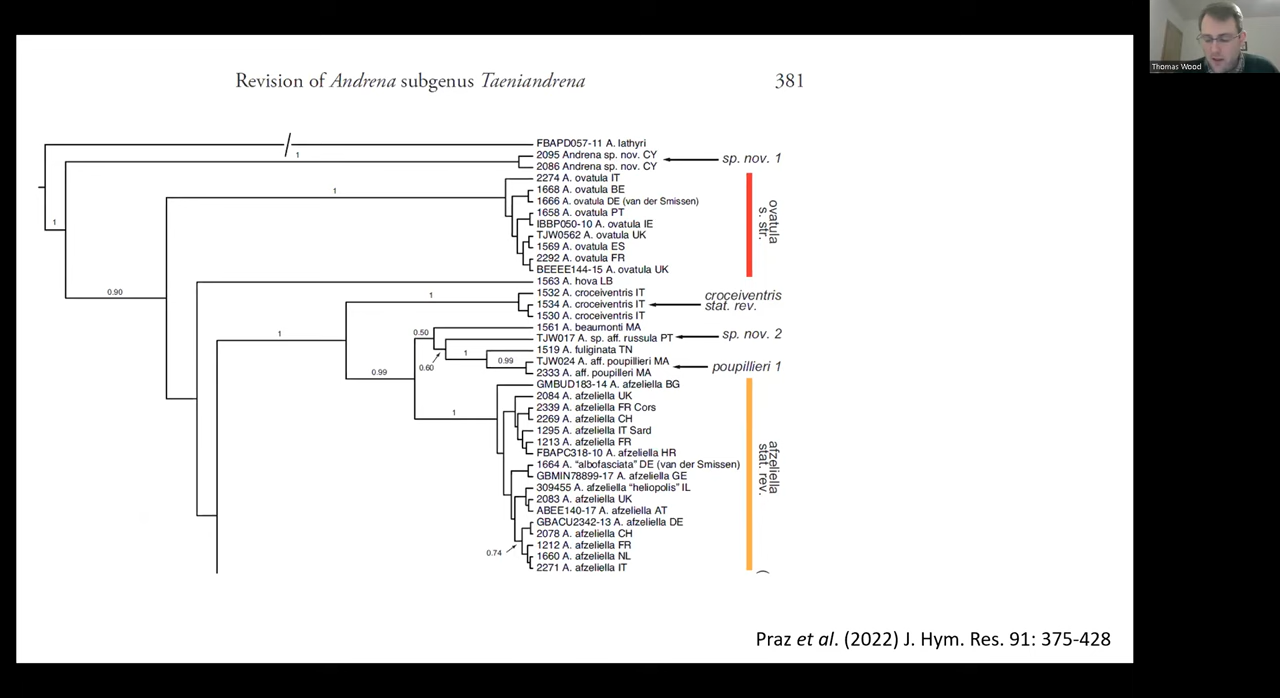 Thomas Wood
Revision of Andrena subgenus Taeniandrena 381
FBAPD057-11 A. lathyri
1
2095 Andrena sp. nov. CY
sp. nov. 1
2086 Andrena sp. nov. CY
2274 A. ovatula IT
1
1668 A. ovatula BE
1666 A. ovatula DE (van der Smissen)
1658 A. ovatula PT
IBBP050-10 A. ovatula IE
1
TJW0562 A. ovatula UK
1569 A. ovatula ES
2292 A. ovatula FR
BEEEE144-15 A. ovatula UK
ovatula
s. str.
1563 A. hova LB
0.90
1532 A. croceiventris IT
1
1534 A. croceiventris IT
1530 A. croceiventris IT
croceiventris
stat. rev.
1561 A. beaumonti MA
1
0.50
TJW017 A. sp. aff. russula PT
sp. nov. 2
1519 A. fuliginata TN
1
TJW024 A. aff. poupillieri MA
0.99
0.60
2333 A. aff. poupilleri MA
poupillieri 1
0.99
GMBUD183-14 A. afzeliella BG
2084 A. afzeliella UK
2339 A. afzeliella FR Cors
1
2269 A. afzeliella CH
1295 A. afzeliella IT Sard
1213 A. afzeliella FR
FBAPC318-10 A. afzeliella HR
1664 A. “albofasciata” DE (van der Smissen)
GBMIN78899-17 A. afzeliella GE
309455 A. afzeliella “heliopolis” IL
2083 A. afzeliella UK
ABEE140-17 A. afzeliella AT
GBACU2342-13 A. afzeliella DE
2078 A. afzeliella CH
1212 A. afzeliella FR
0.74
1660 A. afzeliella NL
2271 A. afzeliella IT
afzeliella
stat. rev.
Praz et al. (2022) J. Hym. Res. 91: 375-428